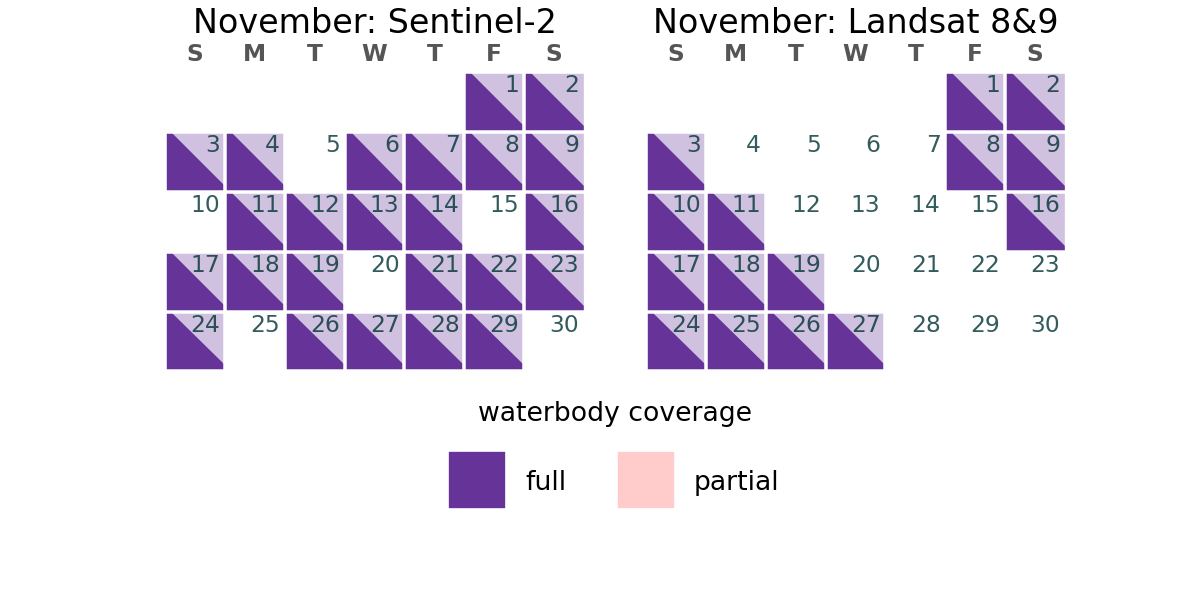 November: Sentinel-2
S M T W T F S
1 2
3 4 5 6 7 8 9
10 11 12 13 14 15 16
17 18 19 20 21 22 23
24 25 26 27 28 29 30
November: Landsat 8&9
S M T W T F S
1 2
3 4 5 6 7 8 9
10 11 12 13 14 15 16
17 18 19 20 21 22 23
24 25 26 27 28 29 30
waterbody coverage
full partial